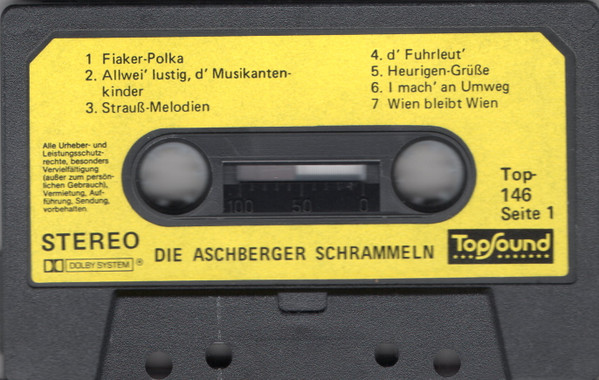 1 Fiaker-Polka
2. Allwei' lustig, d' Musikanten-
kinder
3. Strauß-Melodien
4. d' Fuhrleut'
5. Heurigen-Grüße
6. I mach' an Umweg
7 Wien bleibt Wien
Alle Urheber- und
Leistungsschutz-
rechte, besonders
Vervielfältigung
(außer zum persön-
lichen Gebrauch),
Vermietung, Auf-
führung, Sendung,
vorbehalten.
100 50 0
Top-
146
Seite 1
STEREO
DOLBY SYSTEM ®
DIE ASCHBERGER SCHRAMMELN
TopSound